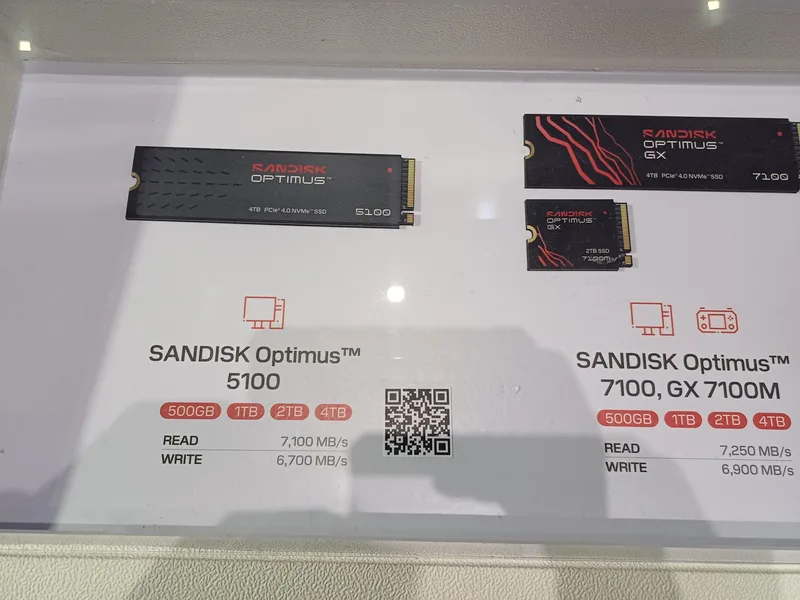 SANDISK
OPTIMUS™
4TB PCIe® 4.0 NVMe™ SSD
5100
SANDISK
OPTIMUS™
GX
4TB PCIe® 4.0 NVMe™ SSD
7100
SANDISK
OPTIMUS™
GX
2TB SSD
7100M
SANDISK Optimus™
5100
500GB 1TB 2TB 4TB
READ 7,100 MB/s
WRITE 6,700 MB/s
SANDISK Optimus™
7100, GX 7100M
500GB 1TB 2TB 4TB
READ 7,250 MB/s
WRITE 6,900 MB/s